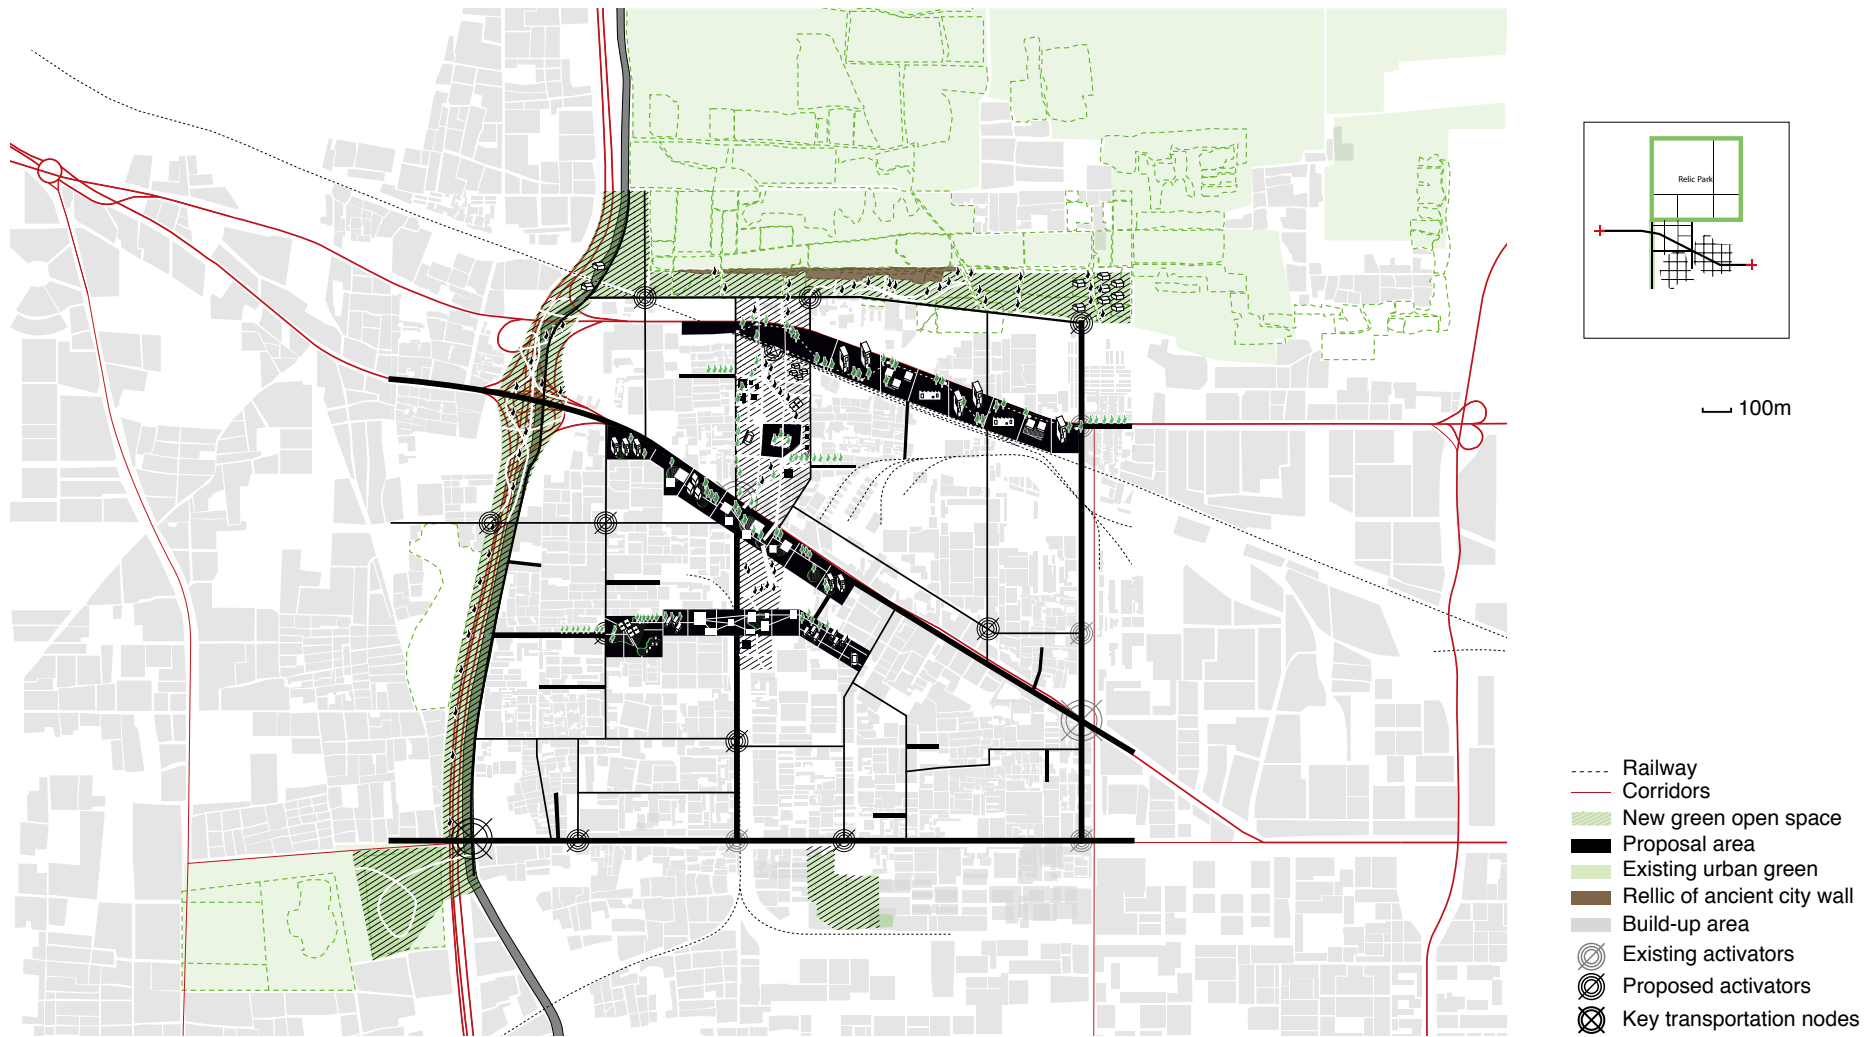 Relic Park
100m
Railway
Corridors
New green open space
Proposal area
Existing urban green
Rellic of ancient city wall
Build-up area
Existing activators
Proposed activators
Key transportation nodes